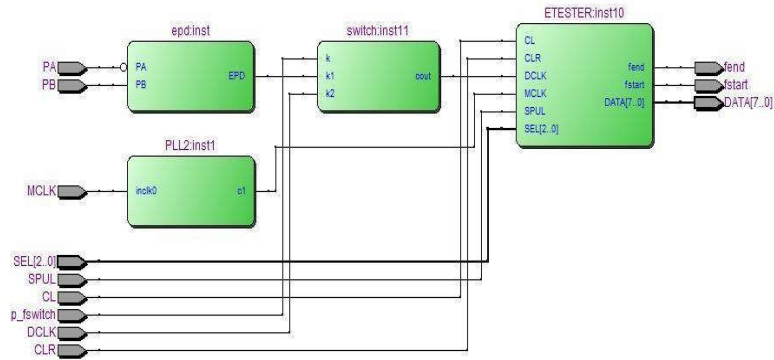 ETESTER:inst10
epd:inst
switch:inst11
CL
PA
PA
k
CLR
fend
fend
PB
PB
EPD
k1
cout
DCLK
fstart
fstart
k2
MCLK
DATA[7..0]
DATA[7..0]
SPUL
SEL[2..0]
PLL2:inst1
MCLK
inclk0
c1
SEL[2..0]
SPUL
CL
p_fswitch
DCLK
CLR